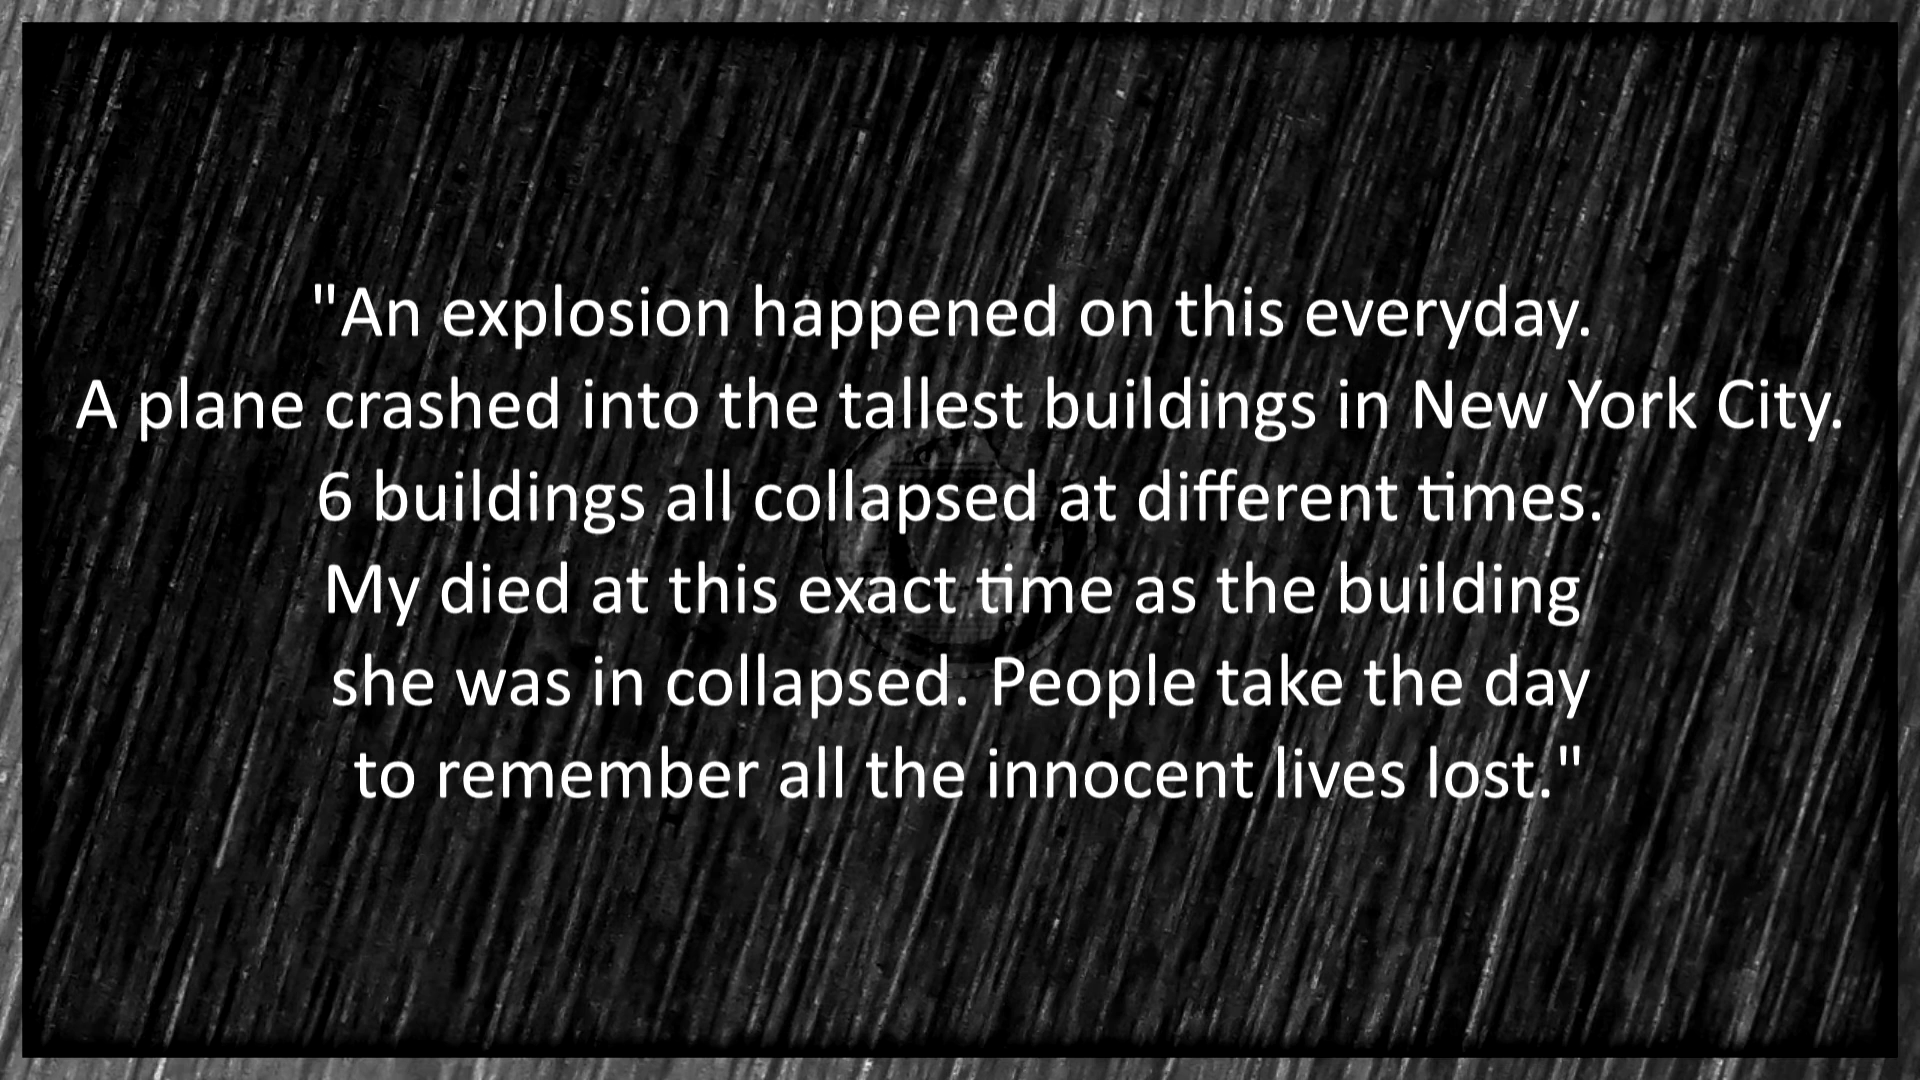 "An explosion happened on this everyday.
A plane crashed into the tallest buildings in New York City.
6 buildings all collapsed at different times.
My died at this exact time as the building
she was in collapsed. People take the day
to remember all the innocent lives lost."